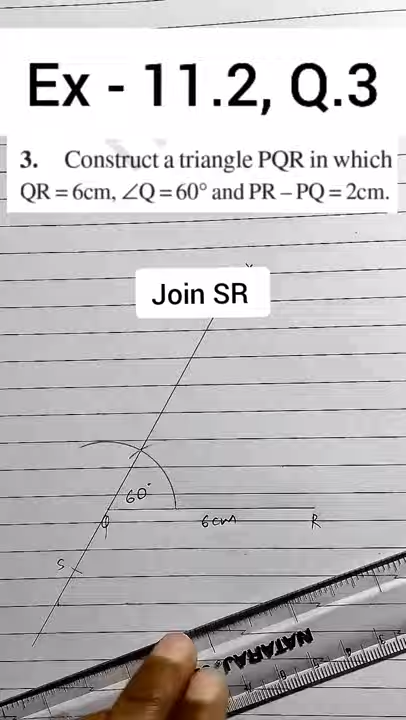 Ex - 11.2, Q.3
3. Construct a triangle PQR in which
QR = 6cm, ∠Q = 60° and PR – PQ = 2cm.
Join SR
60°
Q
6cm
R
S
NATARAJ